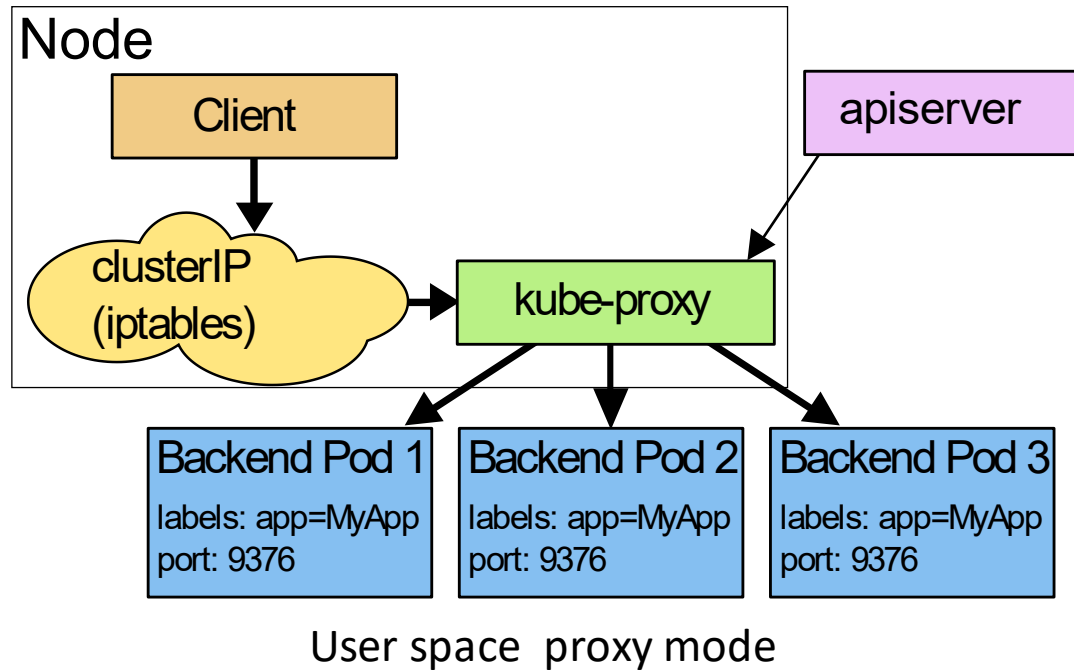 Node
Client
apiserver
clusterIP
(iptables)
kube-proxy
Backend Pod 1
labels: app=MyApp
port: 9376
Backend Pod 2
labels: app=MyApp
port: 9376
Backend Pod 3
labels: app=MyApp
port: 9376
User space proxy mode